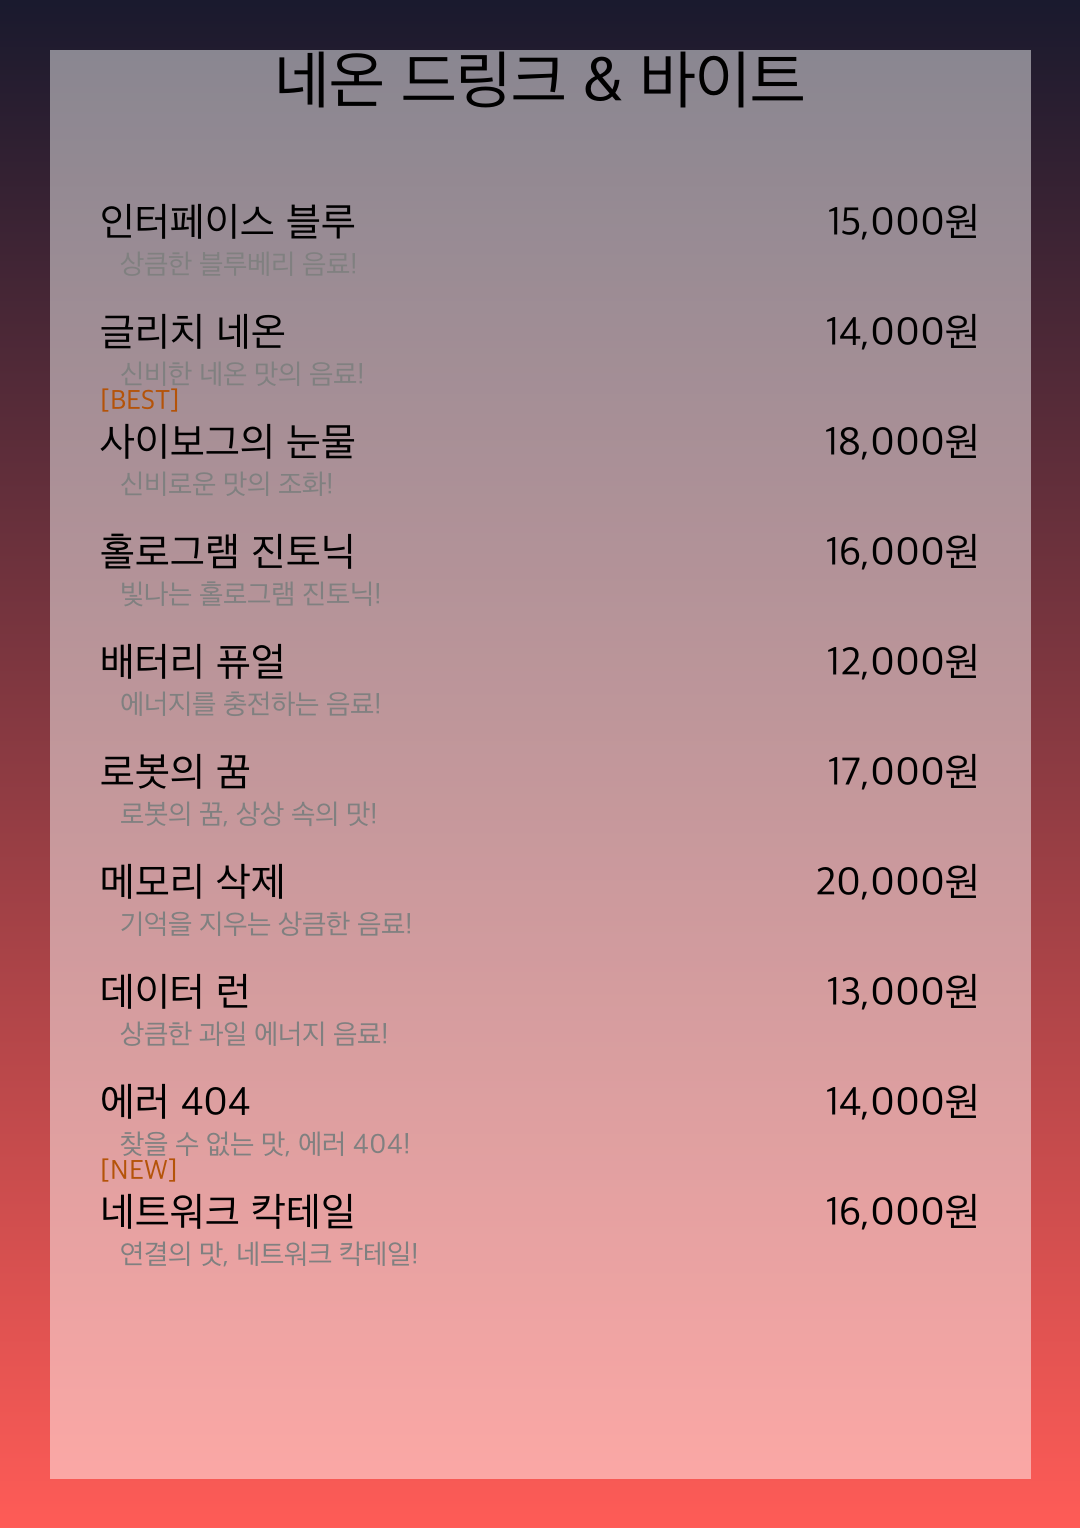 네온 드링크 & 바이트
인터페이스 블루 15,000원
상큼한 블루베리 음료!
글리치 네온 14,000원
신비한 네온 맛의 음료!
[BEST]
사이보그의 눈물 18,000원
신비로운 맛의 조화!
홀로그램 진토닉 16,000원
빛나는 홀로그램 진토닉!
배터리 퓨얼 12,000원
에너지를 충전하는 음료!
로봇의 꿈 17,000원
로봇의 꿈, 상상 속의 맛!
메모리 삭제 20,000원
기억을 지우는 상큼한 음료!
데이터 런 13,000원
상큼한 과일 에너지 음료!
에러 404 14,000원
찾을 수 없는 맛, 에러 404!
[NEW]
네트워크 칵테일 16,000원
연결의 맛, 네트워크 칵테일!